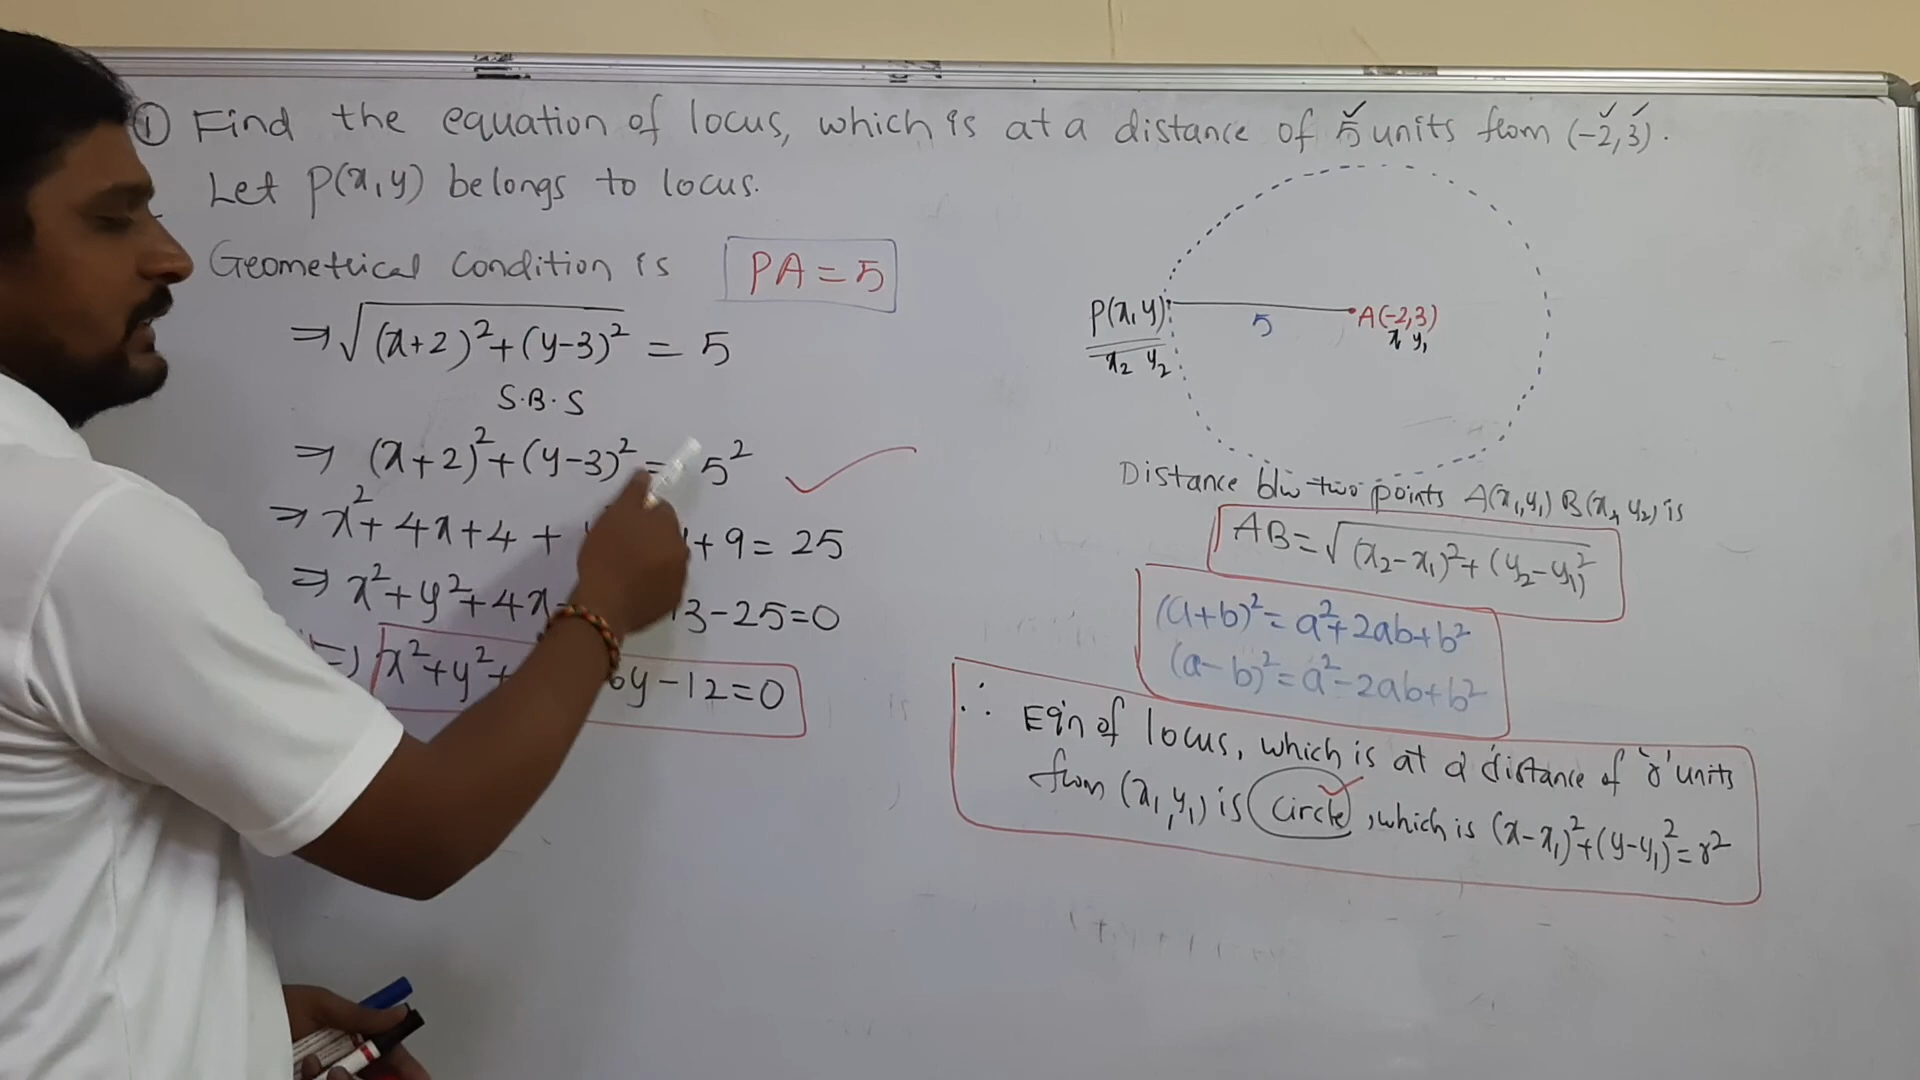 ① Find the equation of locus, which is at a distance of 5 units from (-2,3).
Let P(x,y) belongs to locus.
Geometrical Condition is PA=5
⇒ √(x+2)²+(y-3)² = 5
S.B.S
⇒ (x+2)²+(y-3)² = 5²
⇒ x²+4x+4+ +9=25
⇒ x²+y²+4x 13-25=0
⇒ x²+y²+ 6y-12=0
P(x,y) 5 A(-2,3)
x₂ y₂ x y₁
Distance b/w two points A(x₁,y₁) B(x₂ y₂) is
AB=√(x₂-x₁)²+(y₂-y₁)²
(a+b)²=a²+2ab+b²
(a-b)²=a²-2ab+b²
∴ Eqn of locus, which is at a distance of 'r' units
from (x₁,y₁) is Circle, which is (x-x₁)²+(y-y₁)²=r²